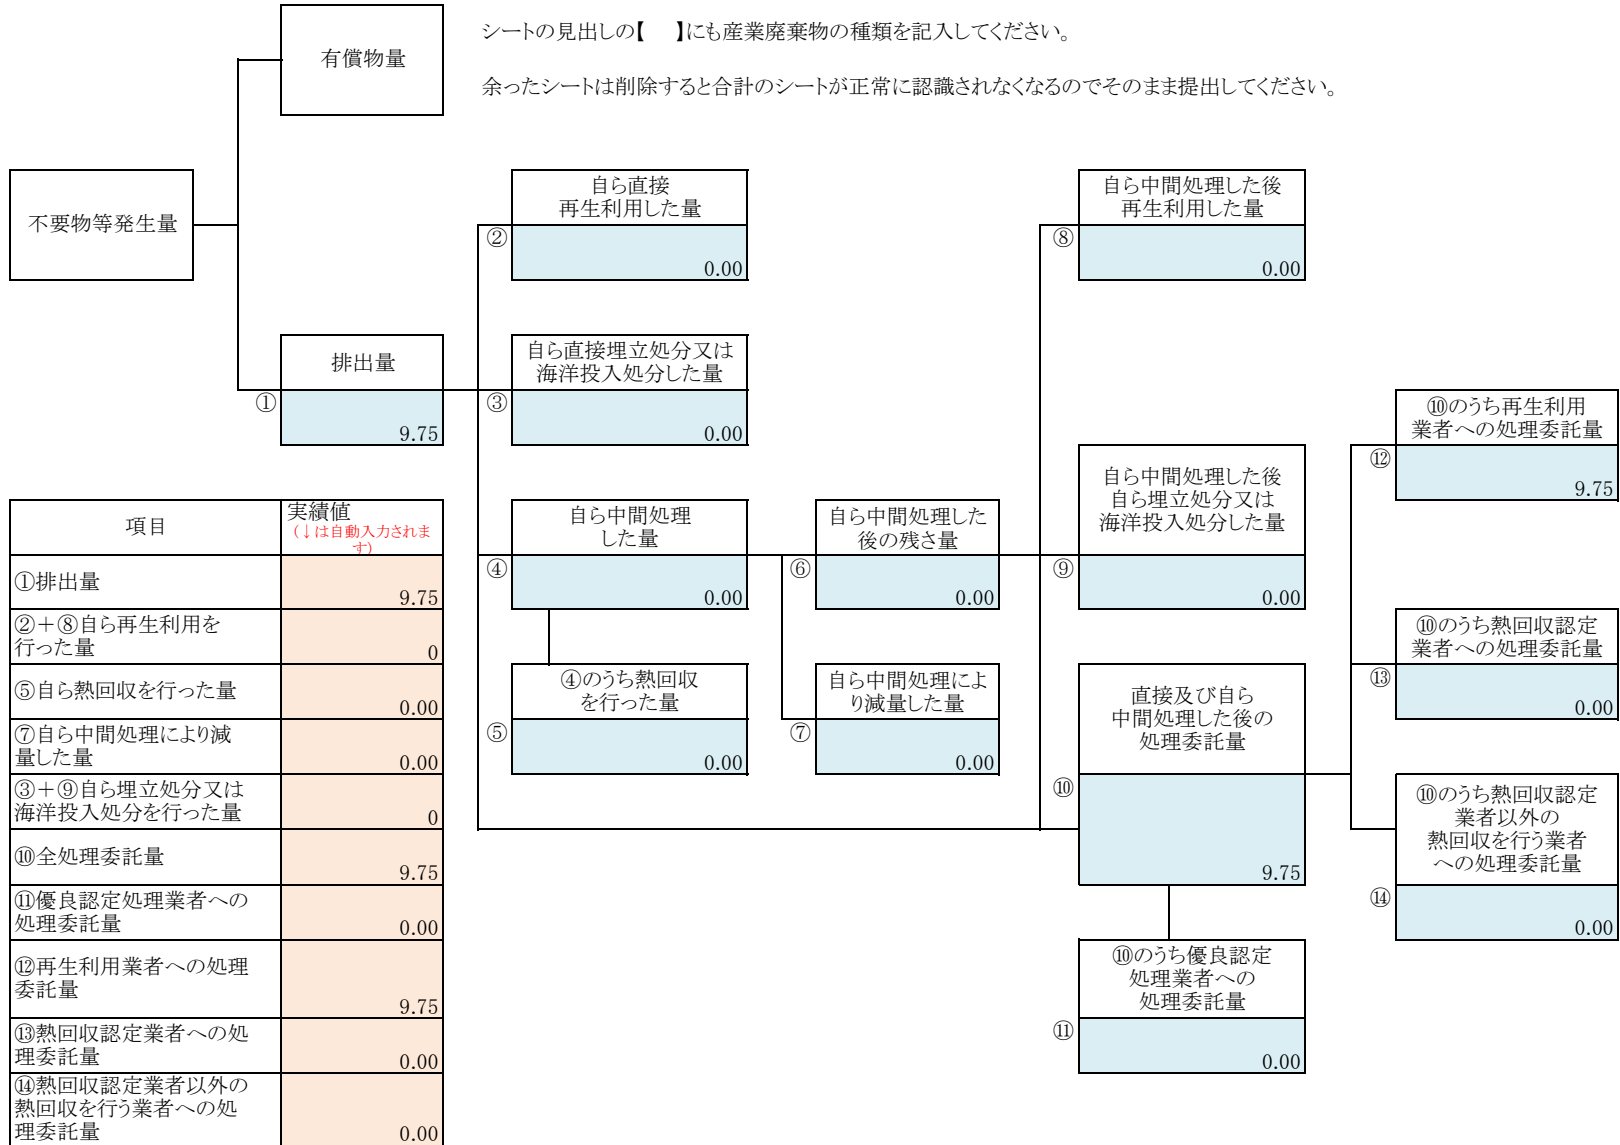 シートの見出しの【　】にも産業廃棄物の種類を記入してください。
有償物量
余ったシートは削除すると合計のシートが正常に認識されなくなるのでそのまま提出してください。
不要物等発生量
自ら直接
再生利用した量
②
0.00
自ら中間処理した後
再生利用した量
⑧
0.00
排出量
①
9.75
自ら直接埋立処分又は
海洋投入処分した量
③
0.00
⑩のうち再生利用
業者への処理委託量
⑫
9.75
自ら中間処理
した量
④
0.00
自ら中間処理した
後の残さ量
⑥
0.00
自ら中間処理した後
自ら埋立処分又は
海洋投入処分した量
⑨
0.00
⑩のうち熱回収認定
業者への処理委託量
⑬
0.00
④のうち熱回収
を行った量
⑤
0.00
自ら中間処理によ
り減量した量
⑦
0.00
直接及び自ら
中間処理した後の
処理委託量
⑩
9.75
⑩のうち熱回収認定
業者以外の
熱回収を行う業者
への処理委託量
⑭
0.00
⑩のうち優良認定
処理業者への
処理委託量
⑪
0.00
項目
実績値
(↓は自動入力されま
す)
①排出量
9.75
②＋⑧自ら再生利用を
行った量
0
⑤自ら熱回収を行った量
0.00
⑦自ら中間処理により減
量した量
0.00
③＋⑨自ら埋立処分又は
海洋投入処分を行った量
0
⑩全処理委託量
9.75
⑪優良認定処理業者への
処理委託量
0.00
⑫再生利用業者への処理
委託量
9.75
⑬熱回収認定業者への処
理委託量
0.00
⑭熱回収認定業者以外の
熱回収を行う業者への処
理委託量
0.00